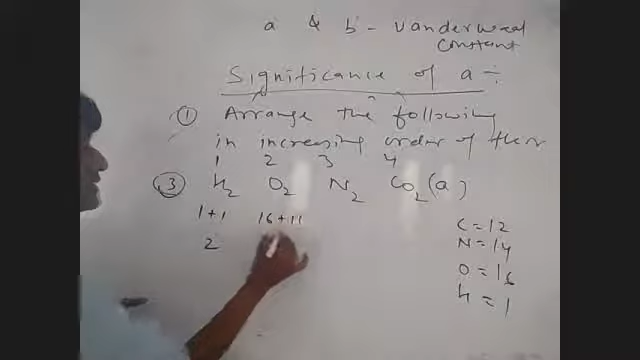 a & b - Vanderwaal
Constant
Significance of a ÷
① Arrange the following
in increasing order of their
1 2 3 4
③ H₂ O₂ N₂ CO₂ (a)
1+1 16+1
2
C = 12
N = 14
O = 16
H = 1